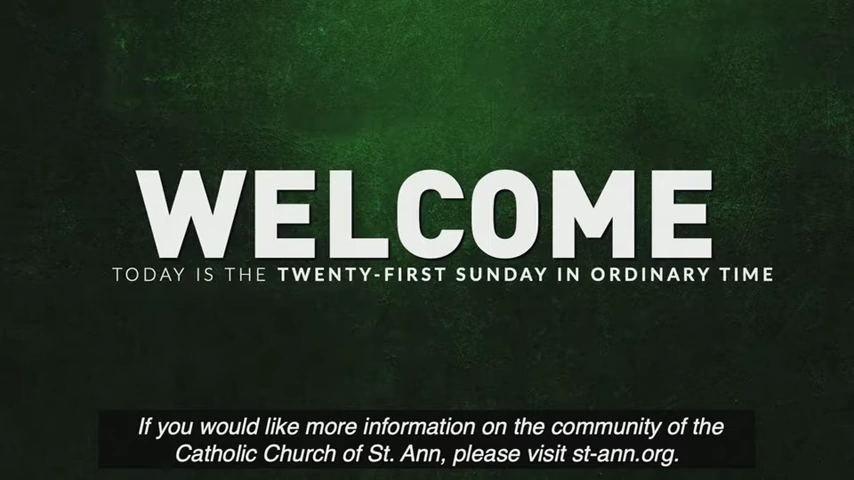 WELCOME
TODAY IS THE TWENTY-FIRST SUNDAY IN ORDINARY TIME
If you would like more information on the community of the
Catholic Church of St. Ann, please visit st-ann.org.